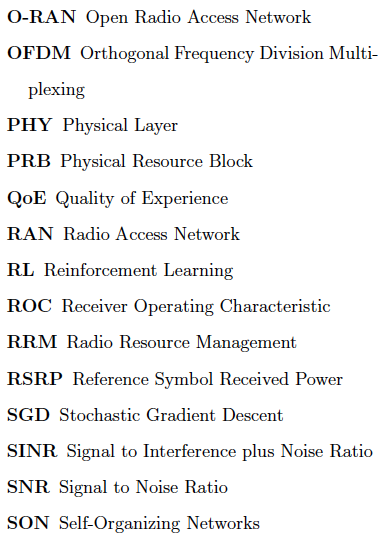 O-RAN Open Radio Access Network
OFDM Orthogonal Frequency Division Multi-
plexing
PHY Physical Layer
PRB Physical Resource Block
QoE Quality of Experience
RAN Radio Access Network
RL Reinforcement Learning
ROC Receiver Operating Characteristic
RRM Radio Resource Management
RSRP Reference Symbol Received Power
SGD Stochastic Gradient Descent
SINR Signal to Interference plus Noise Ratio
SNR Signal to Noise Ratio
SON Self-Organizing Networks